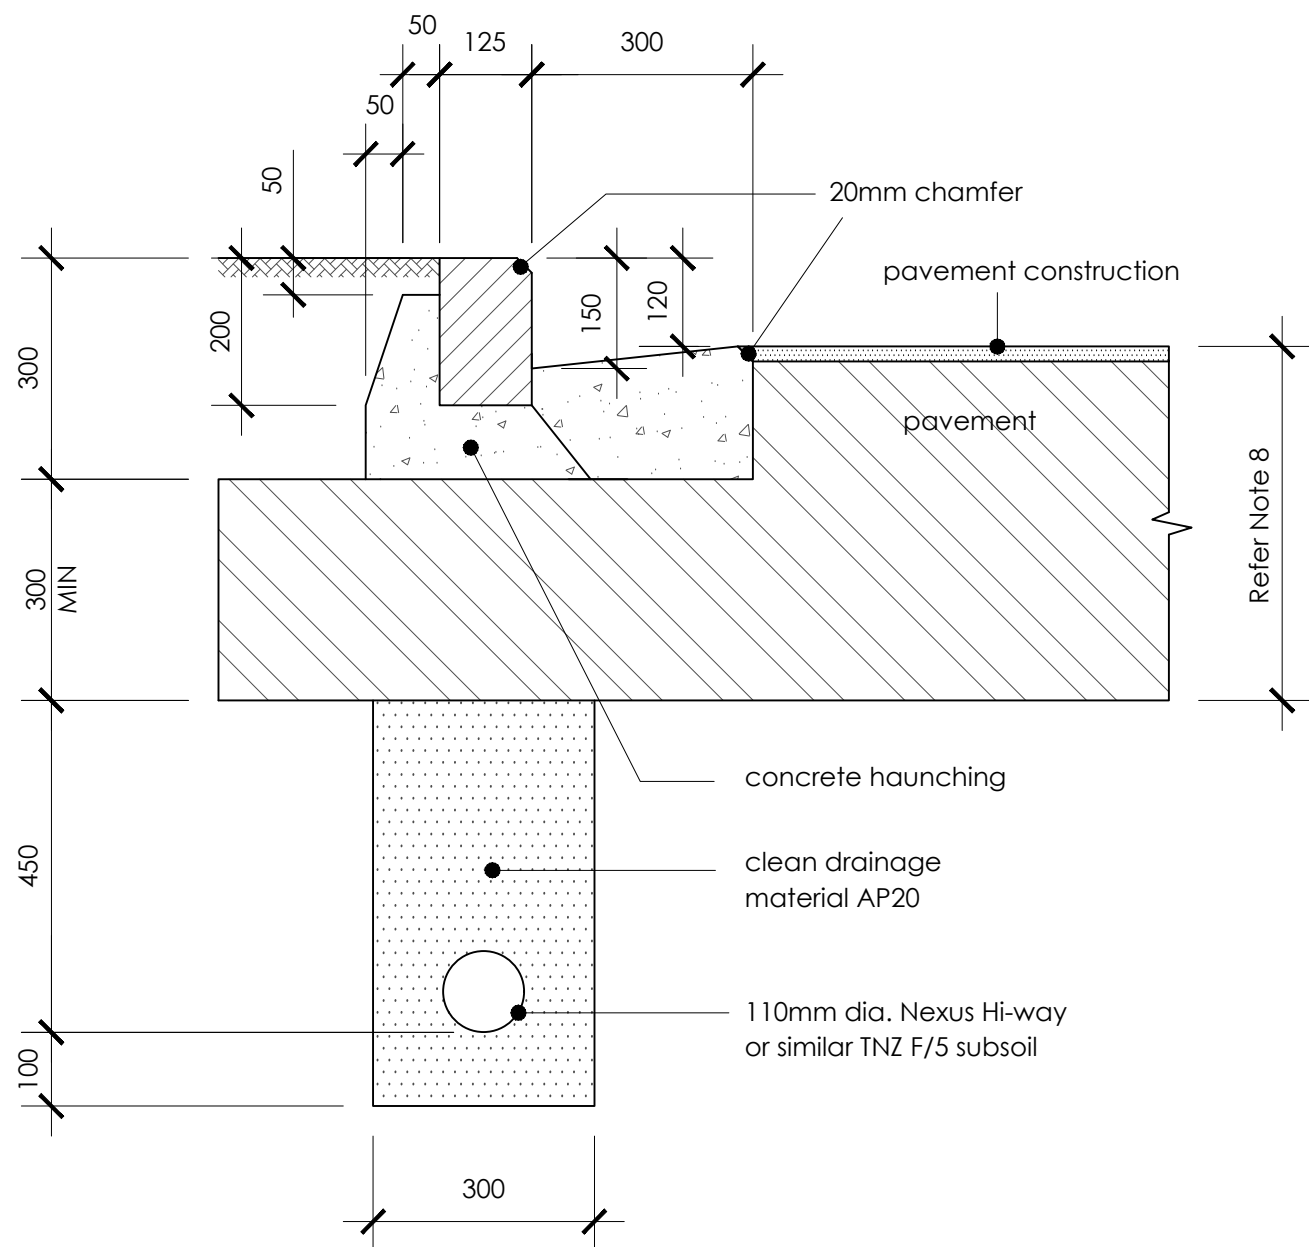 50
125
300
50
50
20mm chamfer
pavement construction
200
150
120
300
pavement
Refer Note 8
300
MIN
concrete haunching
450
clean drainage
material AP20
110mm dia. Nexus Hi-way
or similar TNZ F/5 subsoil
100
300